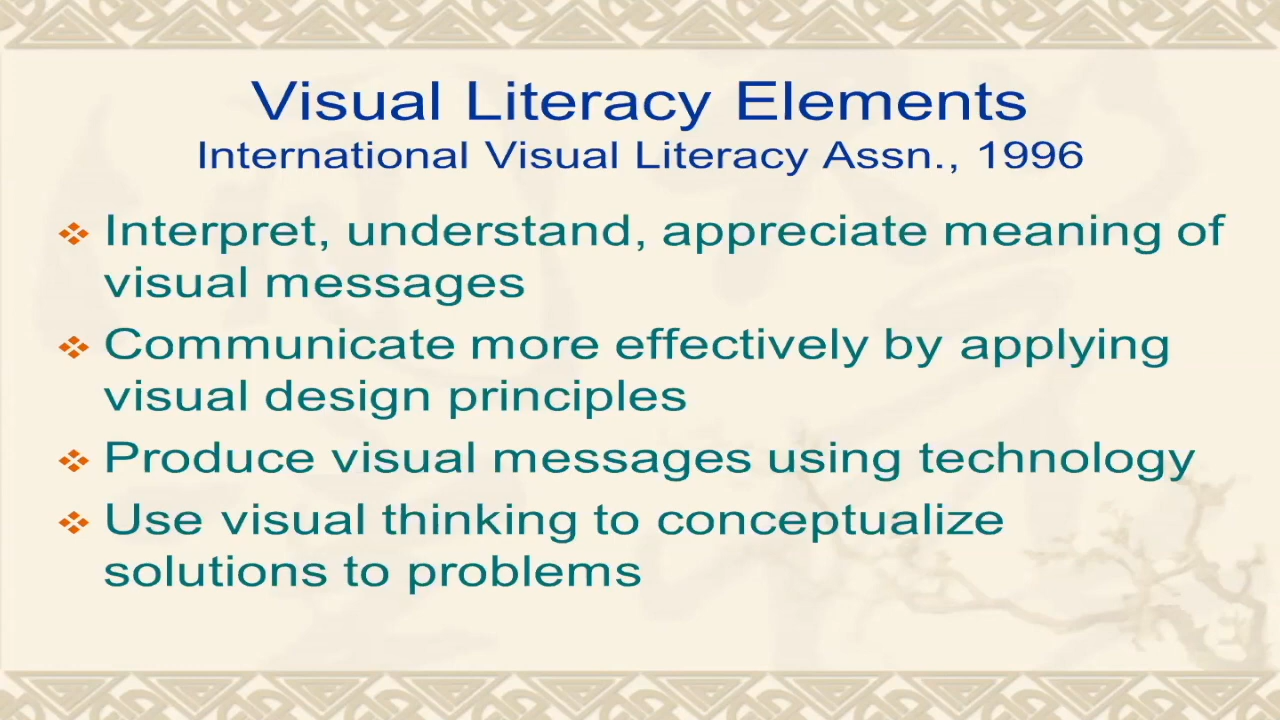 Visual Literacy Elements
International Visual Literacy Assn., 1996
Interpret, understand, appreciate meaning of
visual messages
Communicate more effectively by applying
visual design principles
Produce visual messages using technology
Use visual thinking to conceptualize
solutions to problems